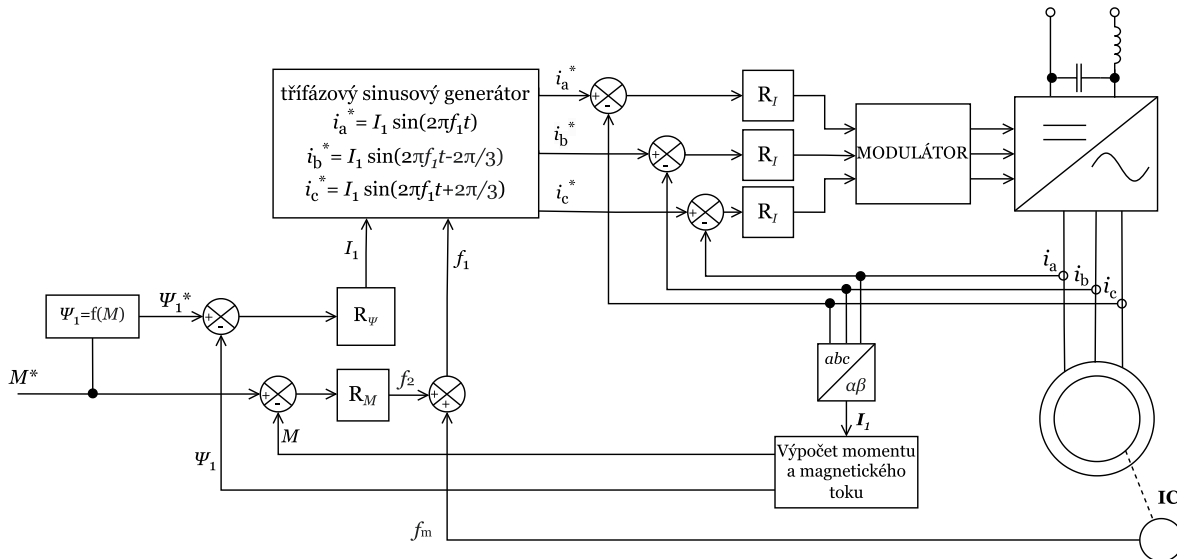 třífázový sinusový generátor
i_a* = I_1 sin(2πf_1t)
i_b* = I_1 sin(2πf_1t-2π/3)
i_c* = I_1 sin(2πf_1t+2π/3)
i_a*
i_b*
i_c*
+
-
+
-
+
-
R_I
R_I
R_I
MODULÁTOR
i_a
i_b
i_c
I_1
f_1
Ψ_1=f(M)
Ψ_1*
+
-
R_Ψ
M*
+
-
R_M
f_2
+
+
M
Ψ_1
abc
αβ
I_1
Výpočet momentu
a magnetického
toku
f_m
IC